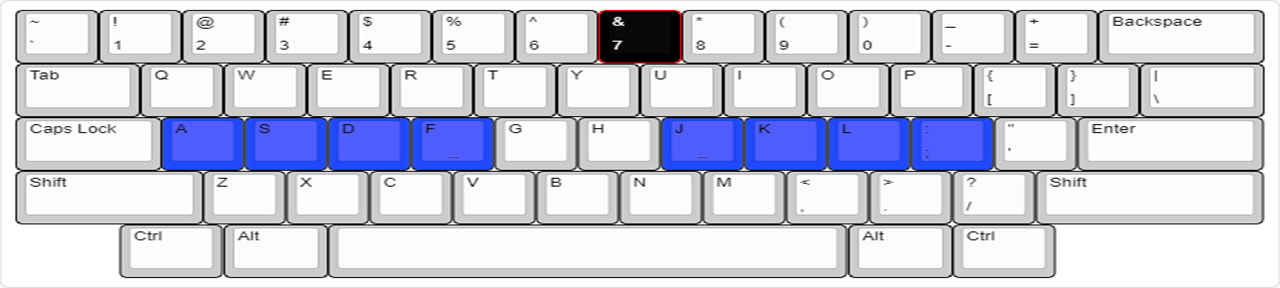 ~ ! @ # $ % ^ & * ( ) _ + Backspace
` 1 2 3 4 5 6 7 8 9 0 - =
Tab Q W E R T Y U I O P { } |
[ ] \
Caps Lock A S D F G H J K L : " Enter
_ _ ; '
Shift Z X C V B N M < > ? Shift
, . /
Ctrl Alt Alt Ctrl